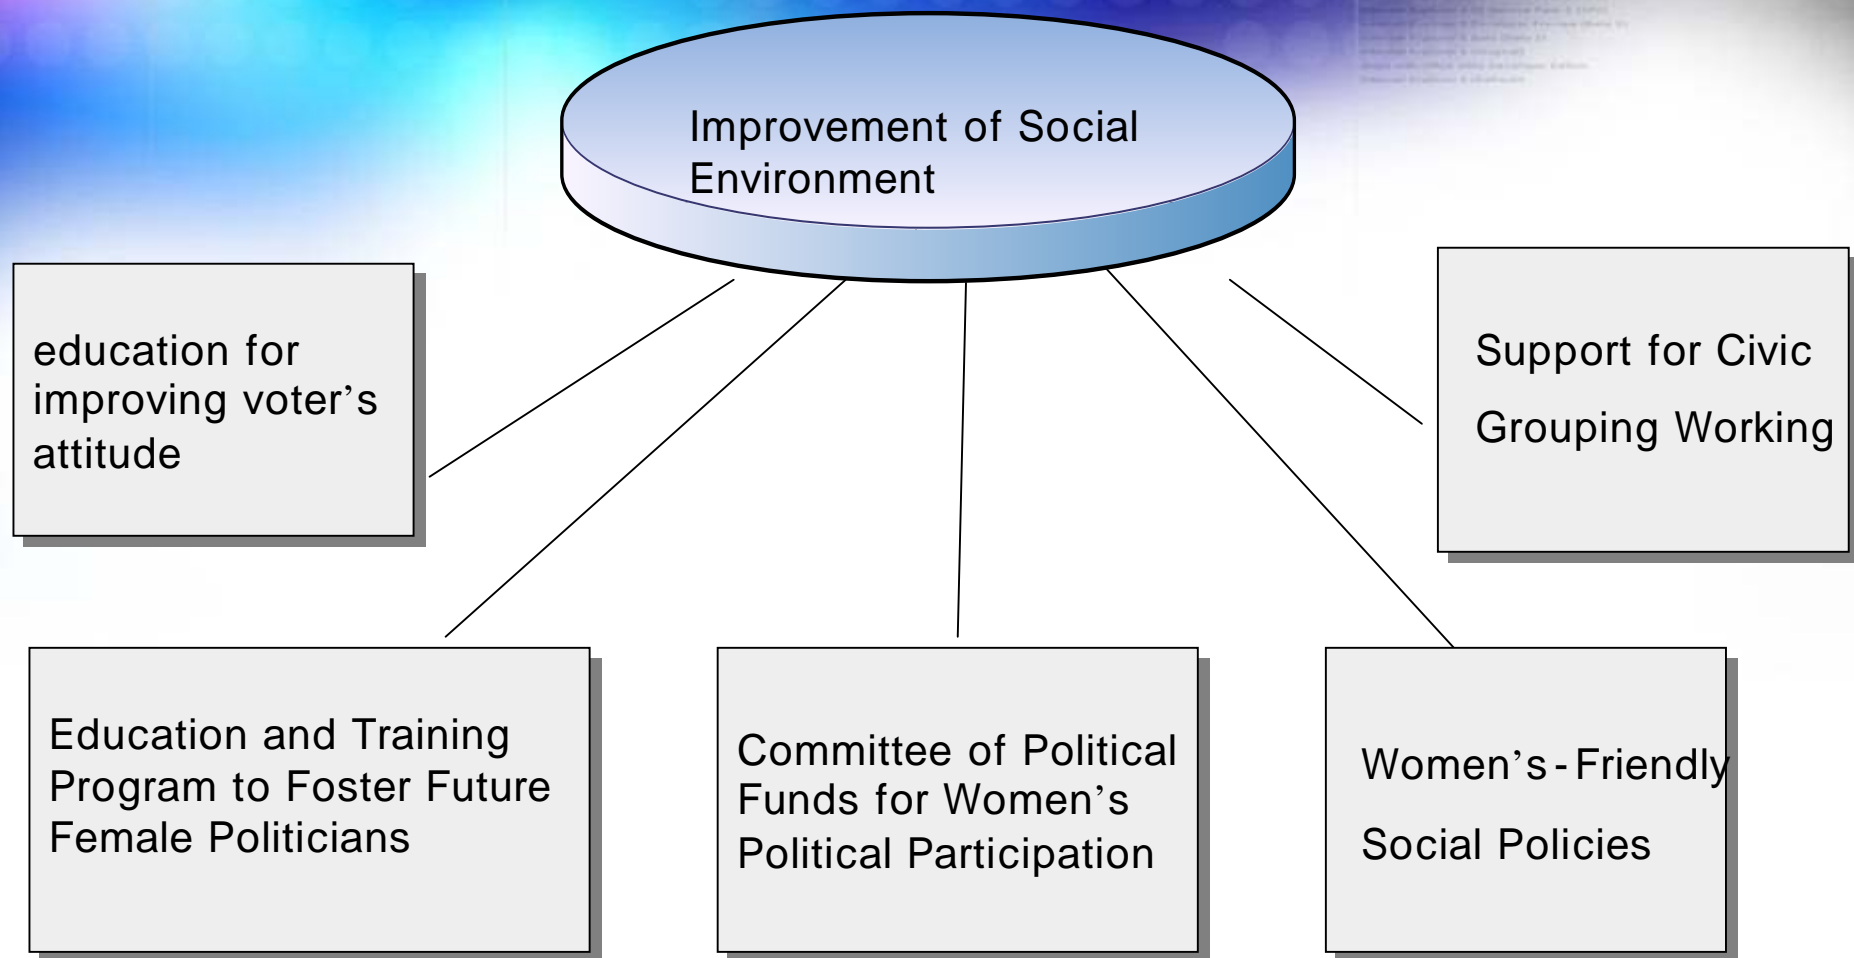 Improvement of Social
Environment
education for
improving voter’s
attitude
Support for Civic
Grouping Working
Education and Training
Program to Foster Future
Female Politicians
Committee of Political
Funds for Women’s
Political Participation
Women’s-Friendly
Social Policies